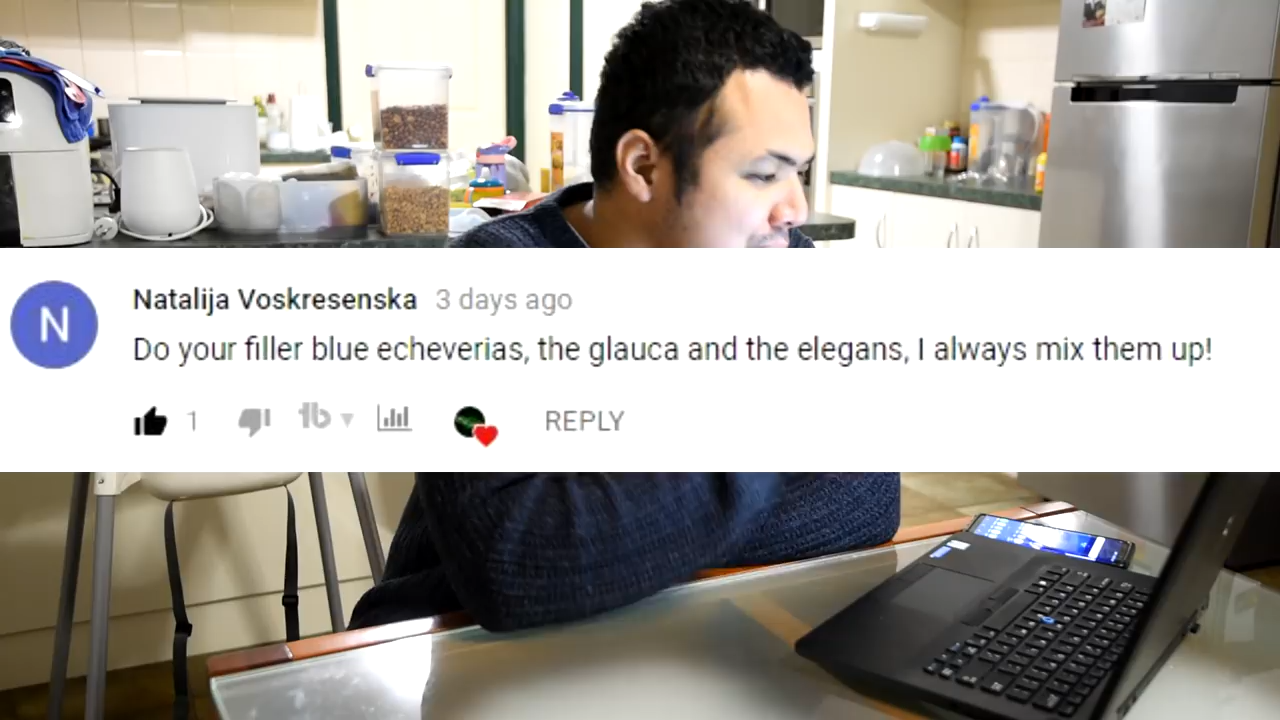 N
Natalija Voskresenska 3 days ago
Do your filler blue echeverias, the glauca and the elegans, I always mix them up!
1 tb REPLY